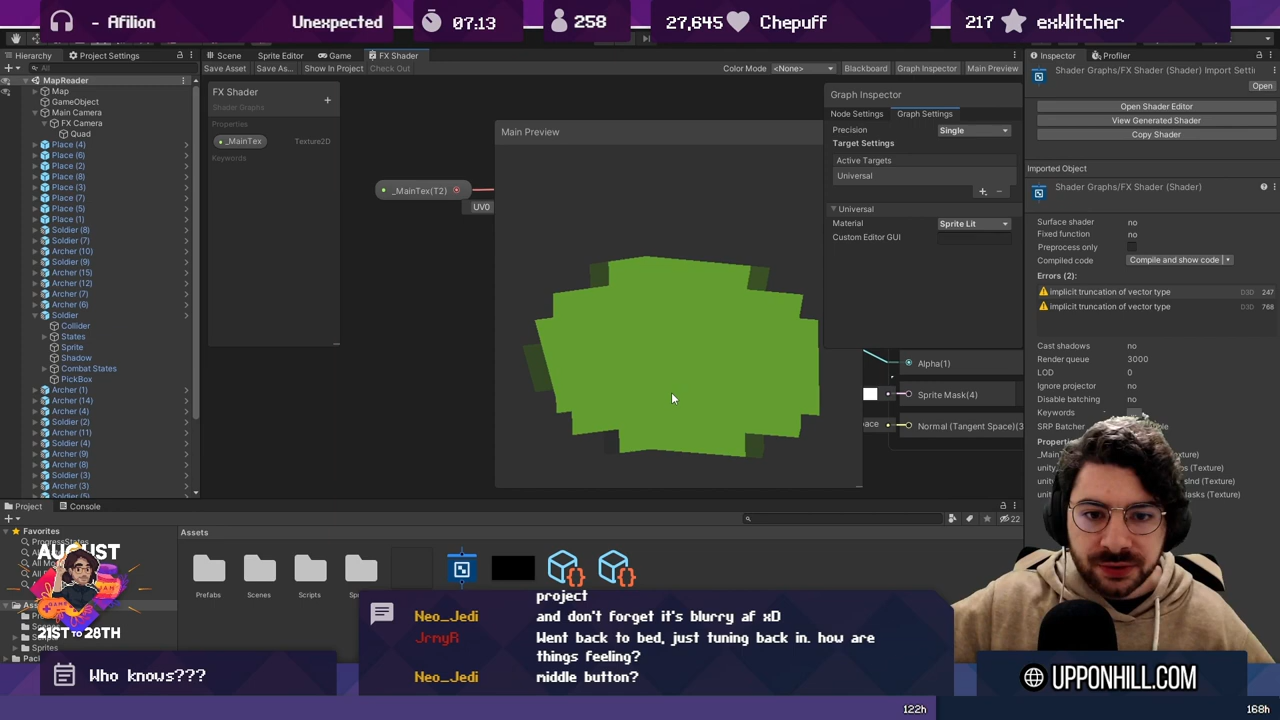 - Afilion
Unexpected
07:13
258
27,645
Chepuff
217
exWitcher
Hierarchy
Project Settings
Scene
Sprite Editor
Game
FX Shader
Inspector
Profiler
All
Save Asset
Save As...
Show In Project
Check Out
Color Mode
<None>
Blackboard
Graph Inspector
Main Preview
Shader Graphs/FX Shader (Shader) Import Setti
Open
MapReader
Map
GameObject
Main Camera
FX Camera
Quad
Place (4)
Place (6)
Place (2)
Place (8)
Place (3)
Place (7)
Place (5)
Place (1)
Soldier (8)
Soldier (7)
Archer (10)
Soldier (9)
Archer (15)
Archer (12)
Archer (7)
Archer (6)
Soldier
Collider
States
Sprite
Shadow
Combat States
PickBox
Archer (1)
Archer (14)
Archer (4)
Soldier (2)
Archer (11)
Soldier (4)
Archer (9)
Archer (8)
Soldier (3)
Archer (3)
Soldier (5)
FX Shader
Shader Graphs
Properties
_MainTex
Texture2D
Keywords
_MainTex(T2)
UV0
Main Preview
Graph Inspector
Node Settings
Graph Settings
Precision
Single
Target Settings
Active Targets
Universal
Universal
Material
Sprite Lit
Custom Editor GUI
Alpha(1)
Sprite Mask(4)
Normal (Tangent Space)(3
Open Shader Editor
View Generated Shader
Copy Shader
Imported Object
Shader Graphs/FX Shader (Shader)
Surface shader
no
Fixed function
no
Preprocess only
Compiled code
Compile and show code
Errors (2):
implicit truncation of vector type
D3D
247
implicit truncation of vector type
D3D
768
Cast shadows
no
Render queue
3000
LOD
0
Ignore projector
no
Disable batching
no
Keywords
SRP Batcher
Project
Console
22
Favorites
Assets
Prefabs
Scenes
Scripts
Sprites
AUGUST
21ST to 28TH
project
Neo_Jedi
and don't forget it's blurry af xD
JrmyR
Went back to bed, just tuning back in. how are
things feeling?
Neo_Jedi
middle button?
Who knows???
UPPONHILL.COM
122h
168h